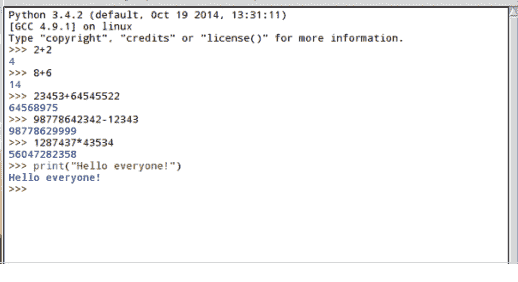 Python 3.4.2 (default, Oct 19 2014, 13:31:11)
[GCC 4.9.1] on linux
Type "copyright", "credits" or "license()" for more information.
>>> 2+2
4
>>> 8+6
14
>>> 23453+64545522
64568975
>>> 98778642342-12343
98778629999
>>> 1287437*43534
56047282358
>>> print("Hello everyone!")
Hello everyone!
>>>